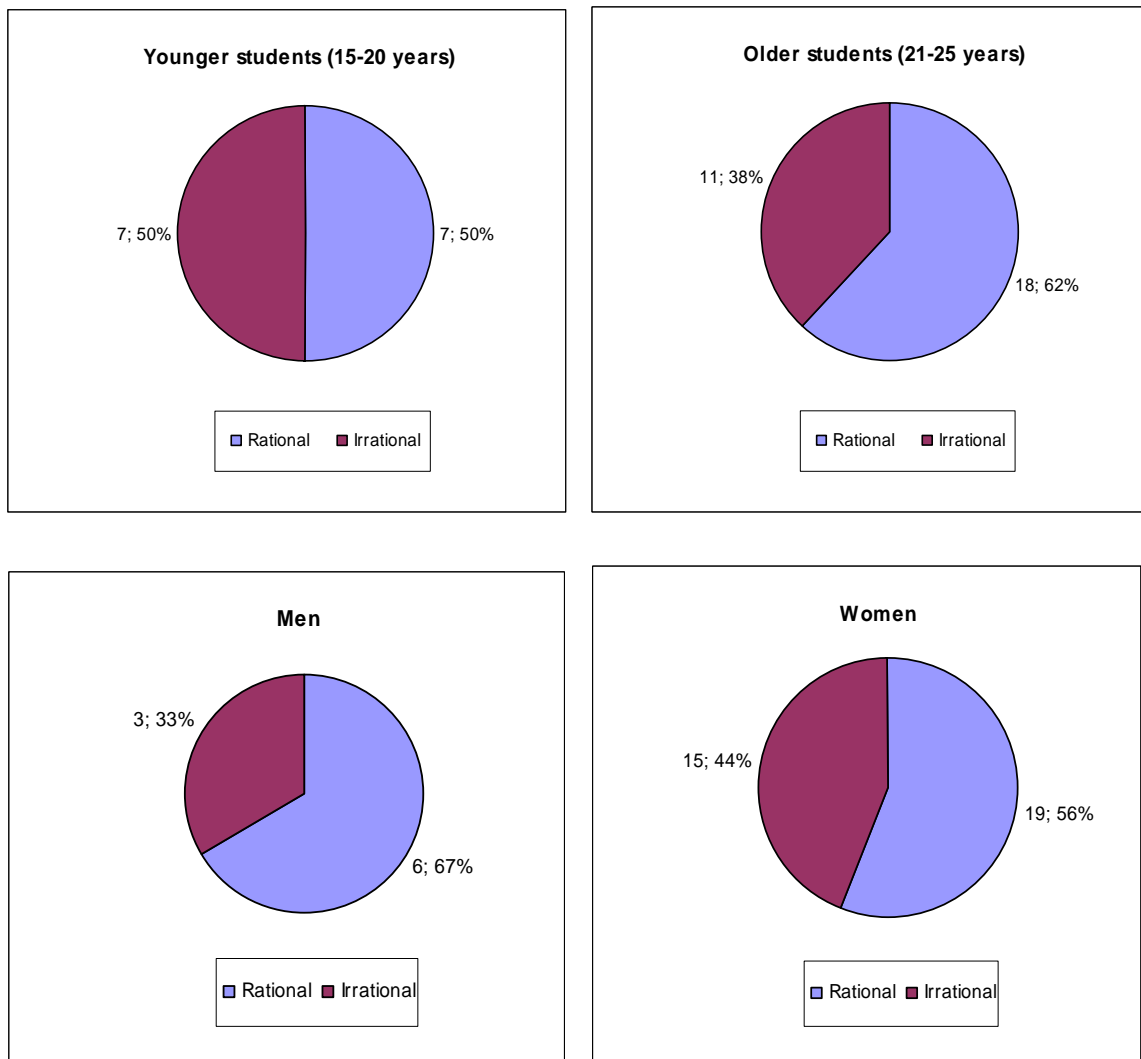 Younger students (15-20 years)
7; 50%
7; 50%
Rational
Irrational
Older students (21-25 years)
11; 38%
18; 62%
Rational
Irrational
Men
3; 33%
6; 67%
Rational
Irrational
Women
15; 44%
19; 56%
Rational
Irrational